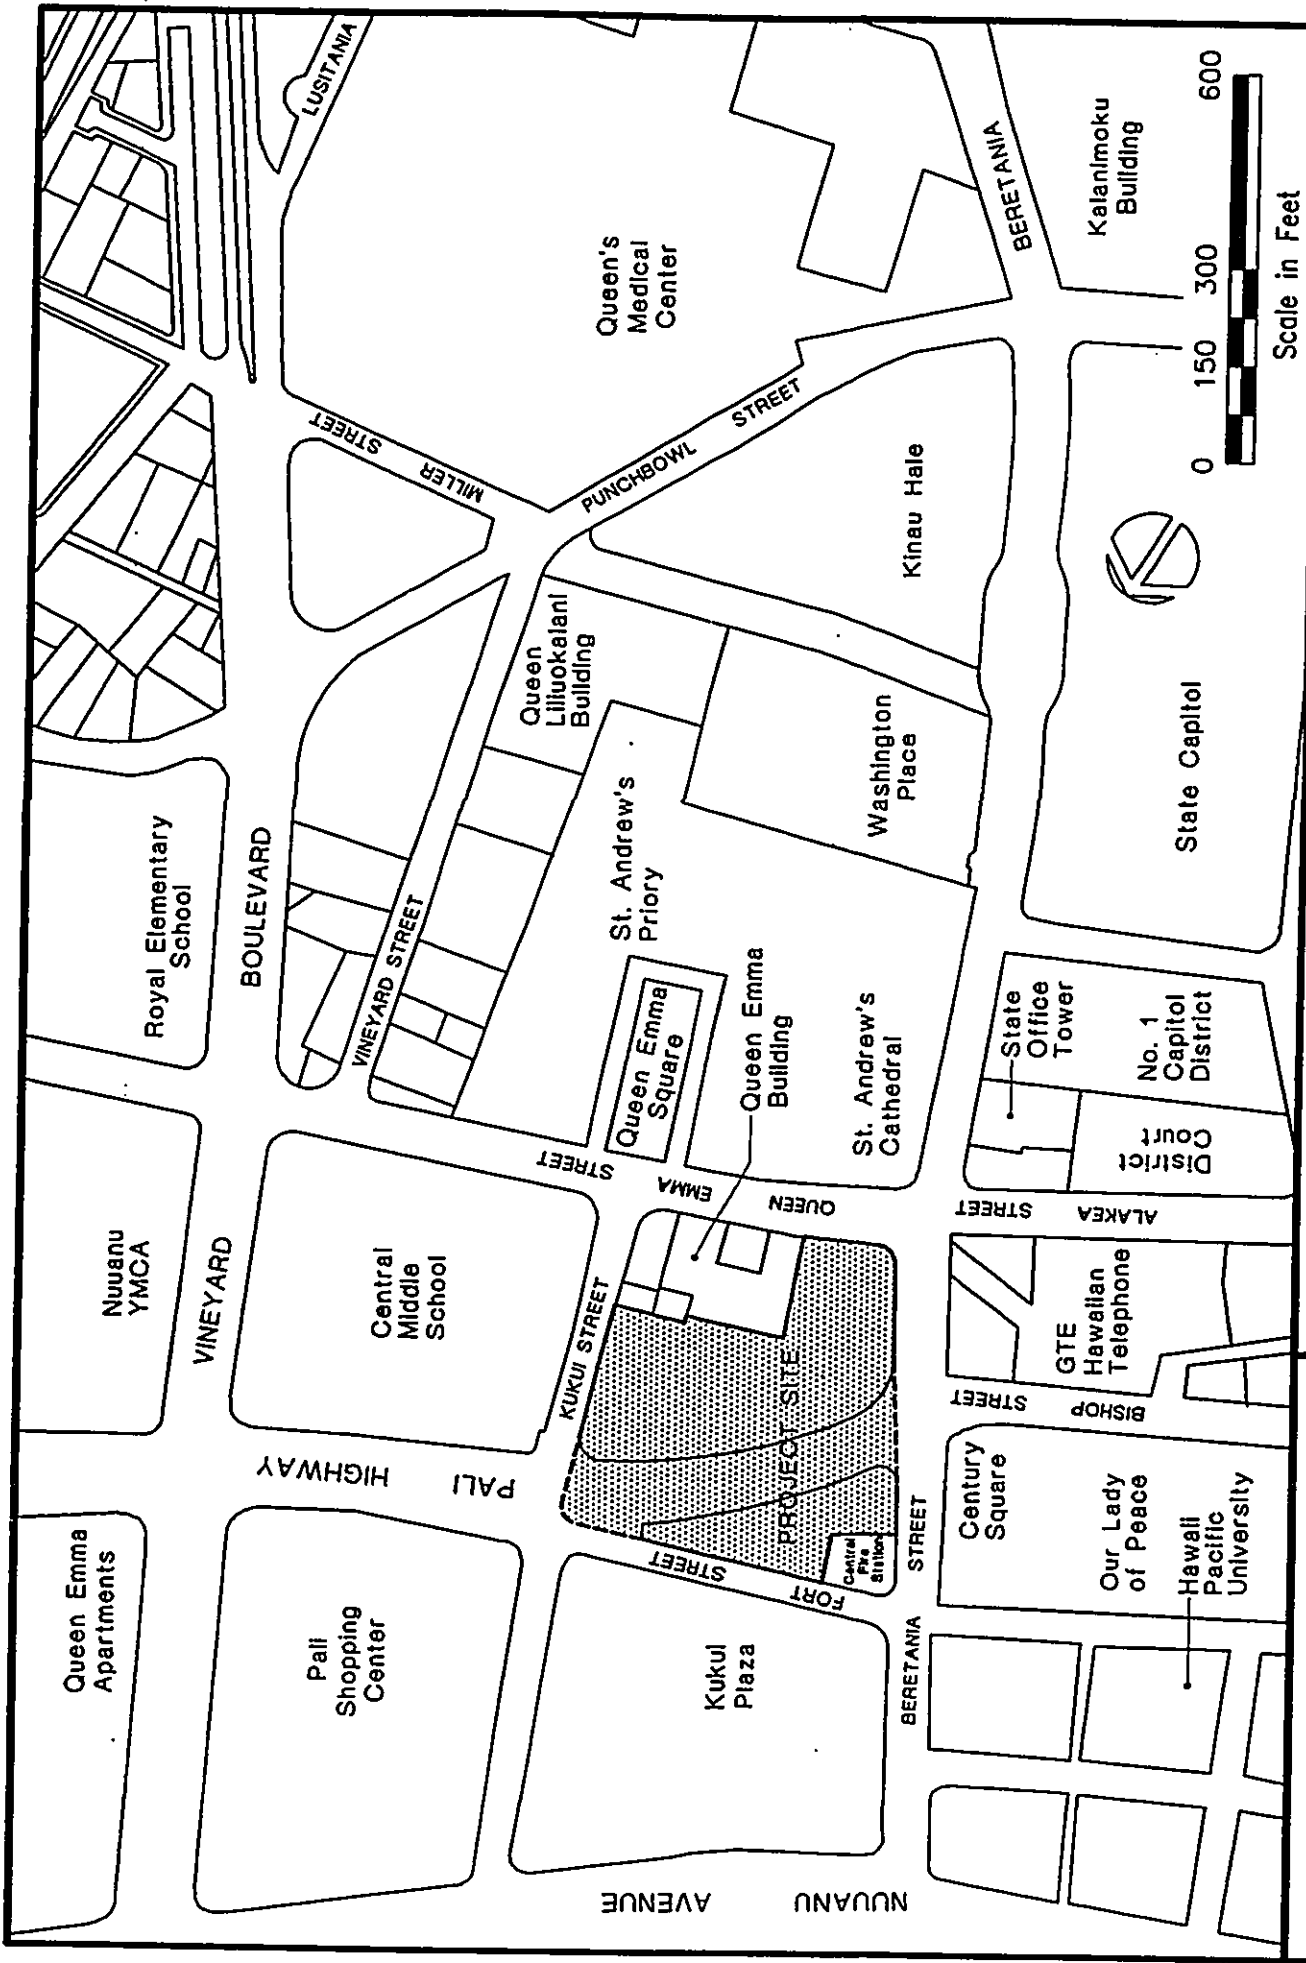 Queen Emma
Apartments
Nuuanu
YMCA
Royal Elementary
School
LUSITANIA
VINEYARD
BOULEVARD
Pali
Shopping
Center
PALI
HIGHWAY
Central
Middle
School
VINEYARD STREET
MILLER
STREET
Queen's
Medical
Center
PUNCHBOWL
STREET
Queen
Liliuokalani
Building
KUKUI STREET
QUEEN
EMMA
STREET
Queen Emma
Square
St. Andrew's
Priory
Queen Emma
Building
Kukui
Plaza
FORT
STREET
PROJECT SITE
Central
Fire
Station
St. Andrew's
Cathedral
Washington
Place
Kinau Hale
NUUANU
AVENUE
BERETANIA
STREET
BERETANIA
Kalanimoku
Building
Century
Square
Our Lady
of Peace
Hawaii
Pacific
University
BISHOP
STREET
GTE
Hawaiian
Telephone
ALAKEA
STREET
State
Office
Tower
District
Court
No. 1
Capitol
District
State Capitol
0 150 300 600
Scale in Feet